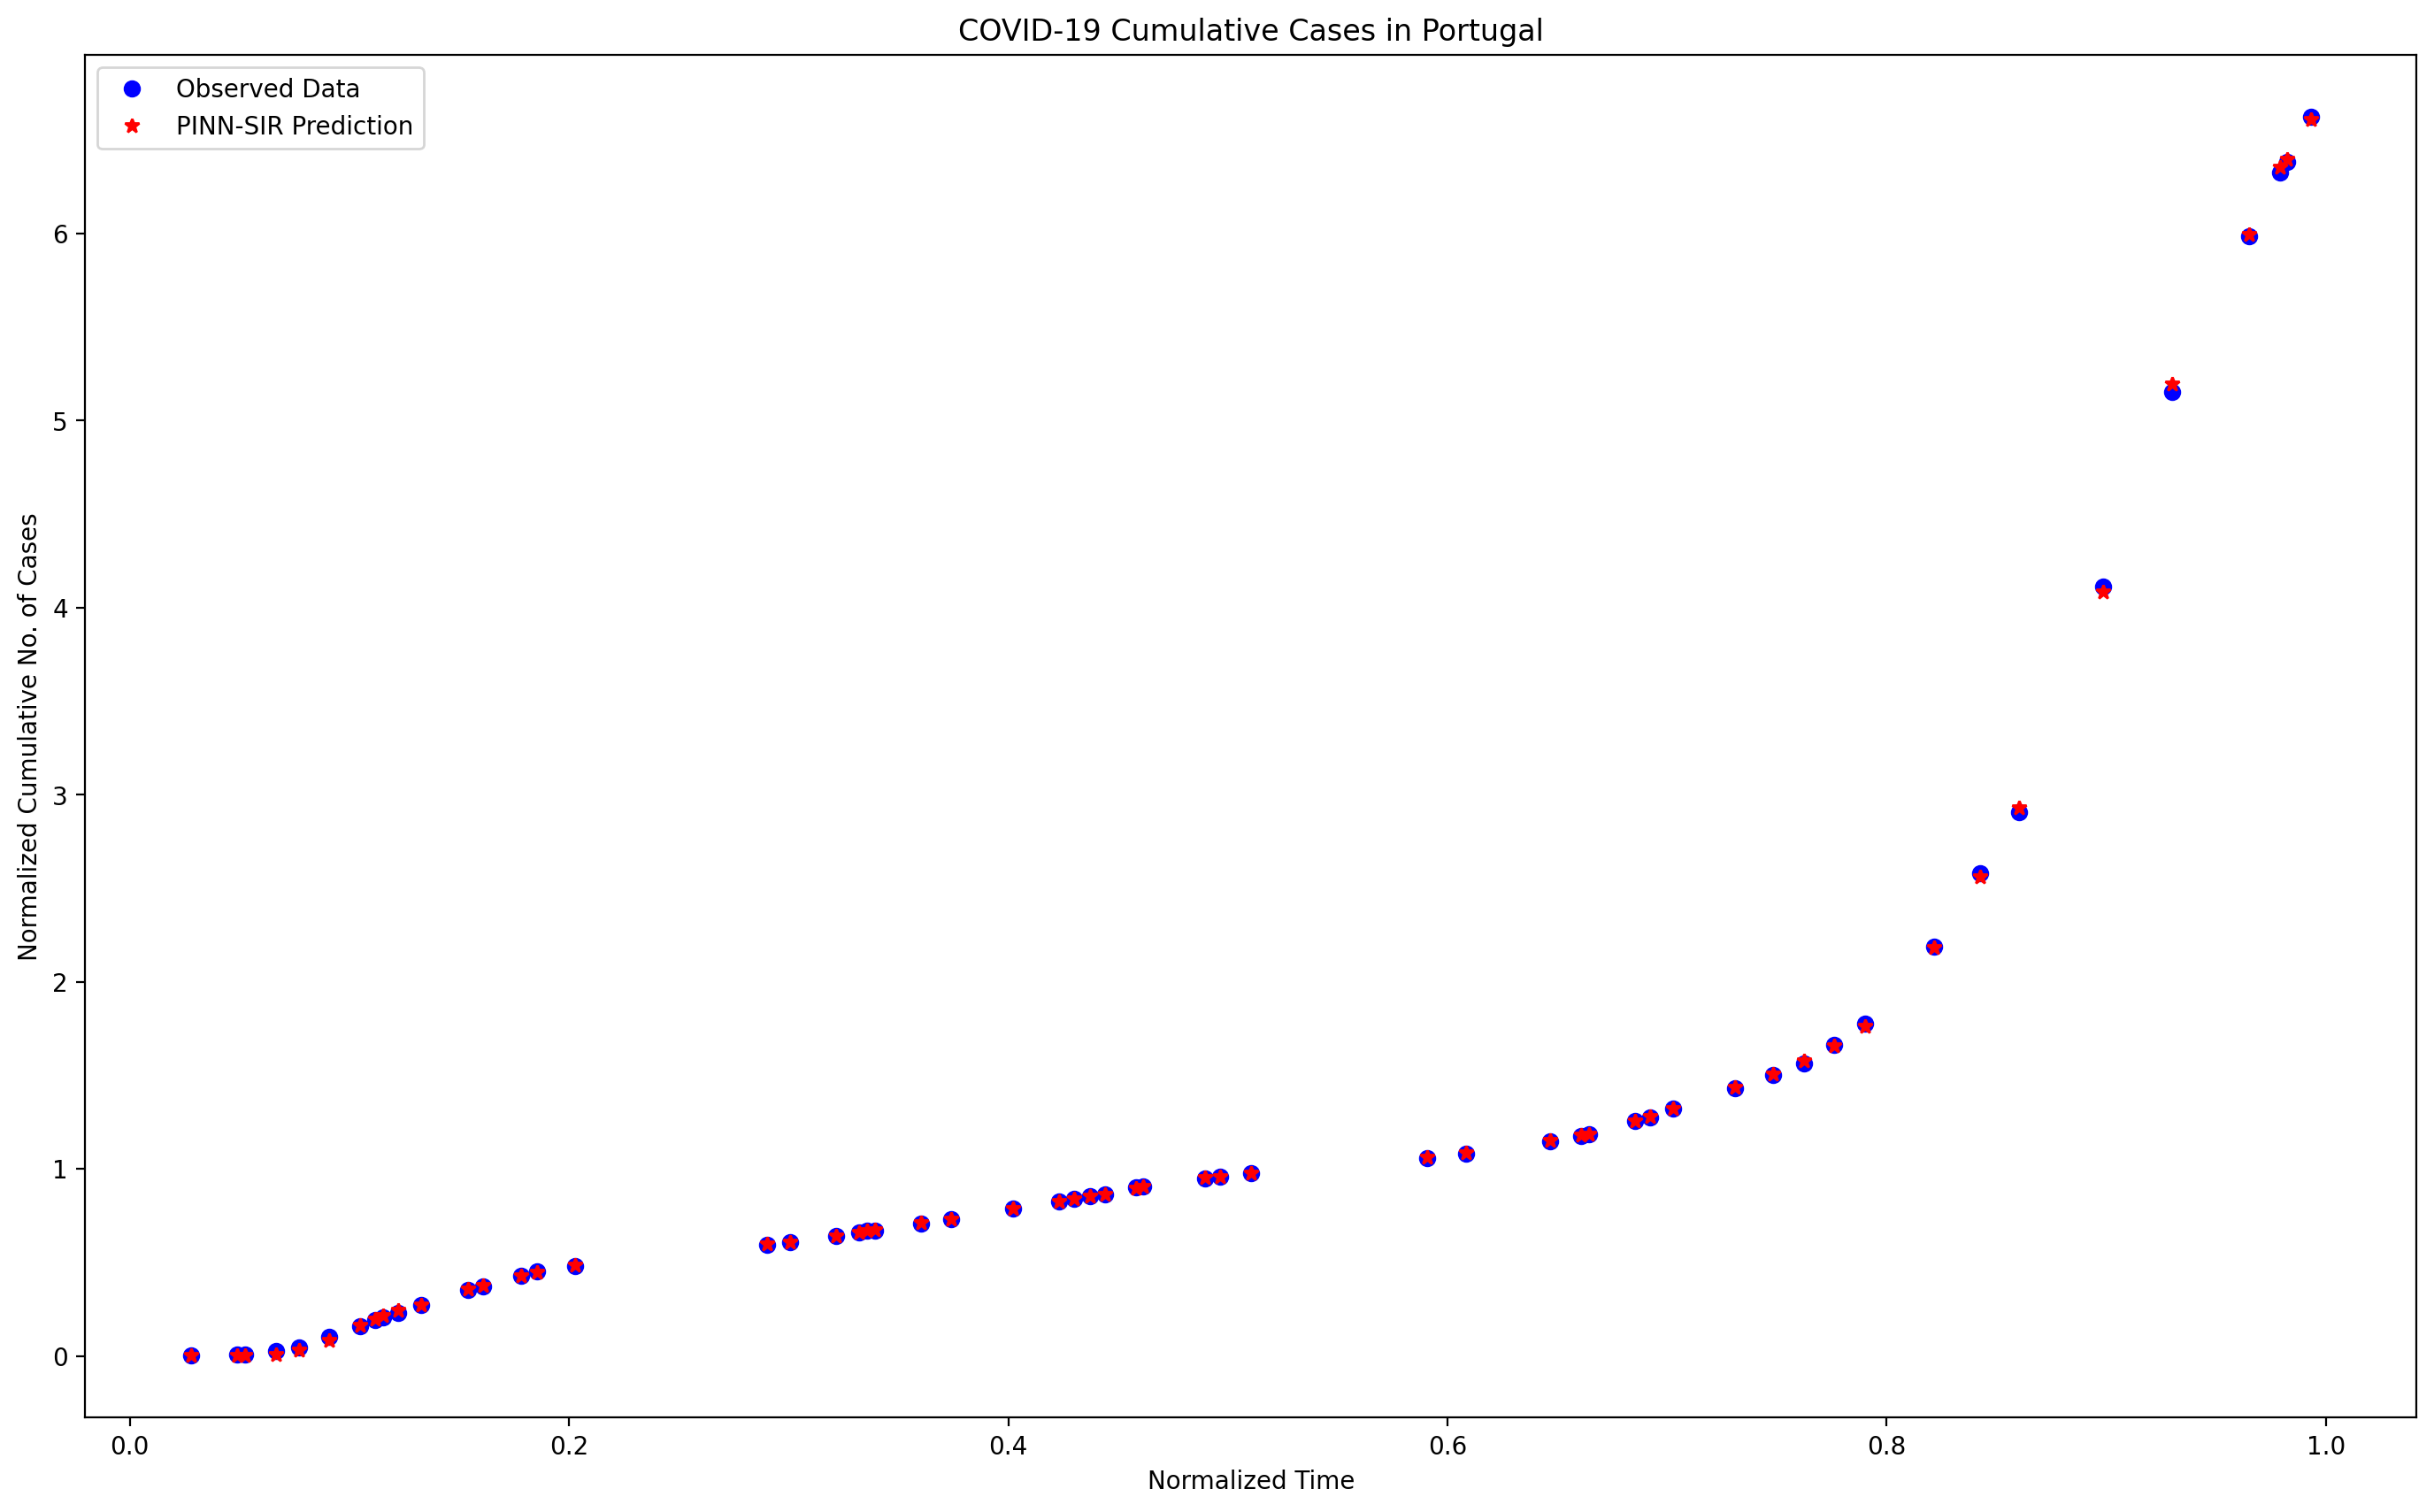 COVID-19 Cumulative Cases in Portugal
Observed Data
PINN-SIR Prediction
Normalized Cumulative No. of Cases
6
5
4
3
2
1
0
0.0 0.2 0.4 0.6 0.8 1.0
Normalized Time